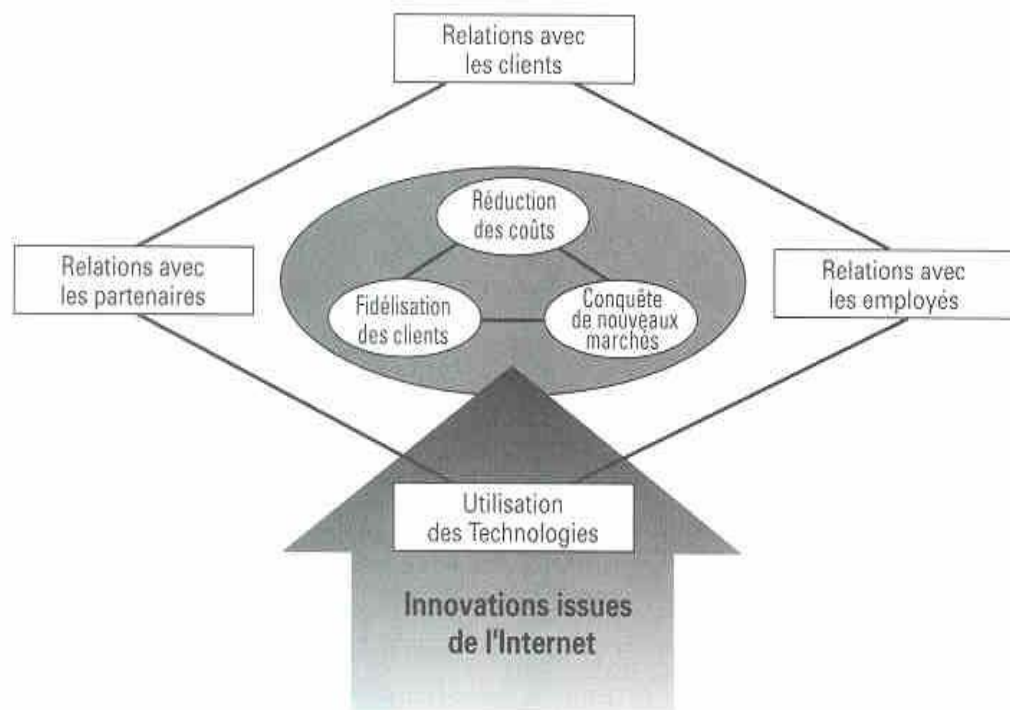 Relations avec
les clients
Réduction
des coûts
Relations avec
les partenaires
Relations avec
les employés
Fidélisation
des clients
Conquête
de nouveaux
marchés
Utilisation
des Technologies
Innovations issues
de l'Internet